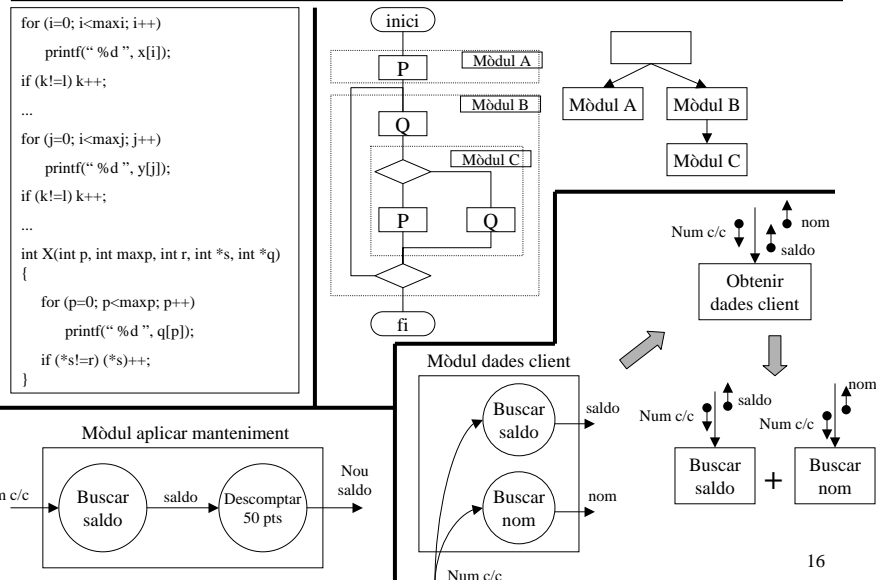 for (i=0; i<maxi; i++)
printf(“ %d ”, x[i]);
if (k!=l) k++;
...
for (j=0; i<maxj; j++)
printf(“ %d ”, y[j]);
if (k!=l) k++;
...
int X(int p, int maxp, int r, int *s, int *q)
{
for (p=0; p<maxp; p++)
printf(“ %d ”, q[p]);
if (*s!=r) (*s)++;
}
inici
Mòdul A
P
Mòdul B
Q
Mòdul C
P
Q
fi
Mòdul A
Mòdul B
Mòdul C
Num c/c
nom
saldo
Obtenir
dades client
saldo
nom
Num c/c
Num c/c
Buscar
saldo
+
Buscar
nom
Mòdul dades client
Buscar
saldo
saldo
Buscar
nom
nom
Num c/c
Mòdul aplicar manteniment
m c/c
Buscar
saldo
saldo
Descomptar
50 pts
Nou
saldo
16